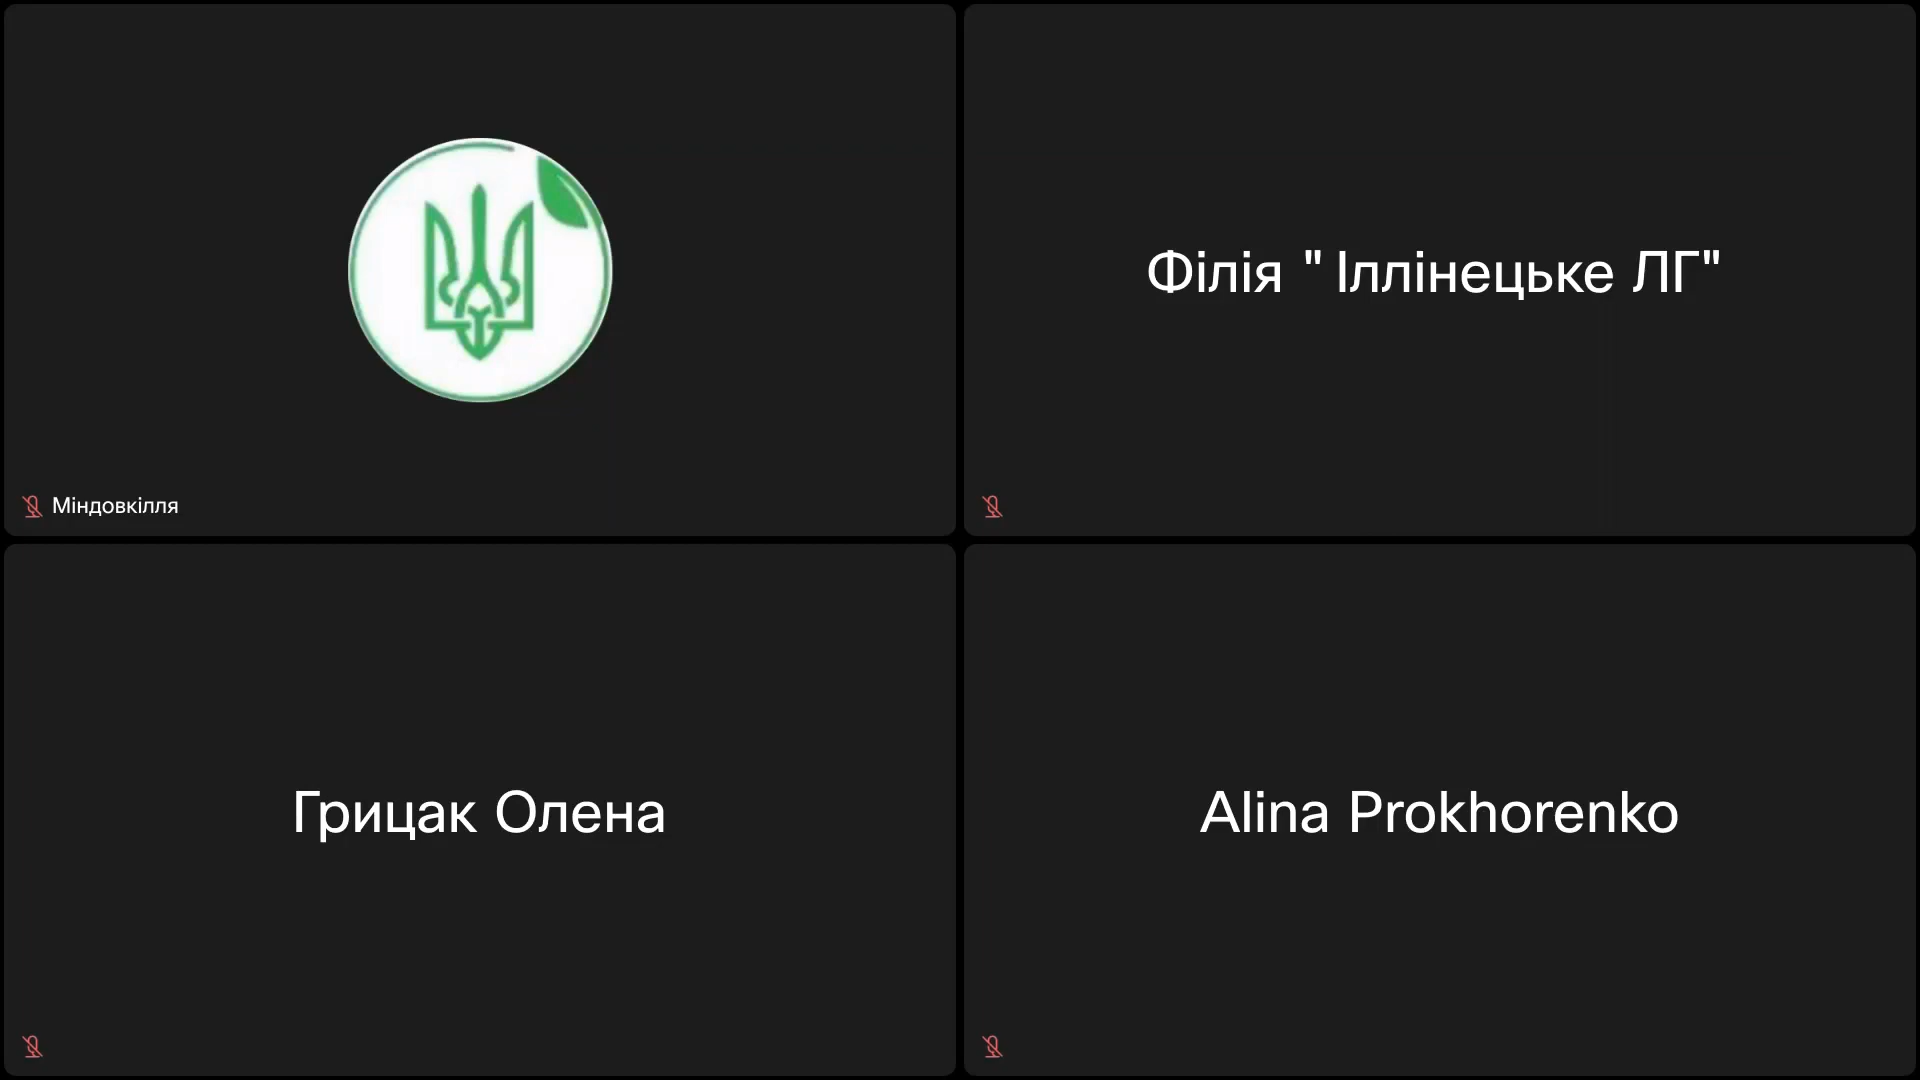 Міндовкілля
Філія " Іллінецьке ЛГ"
Грицак Олена
Alina Prokhorenko